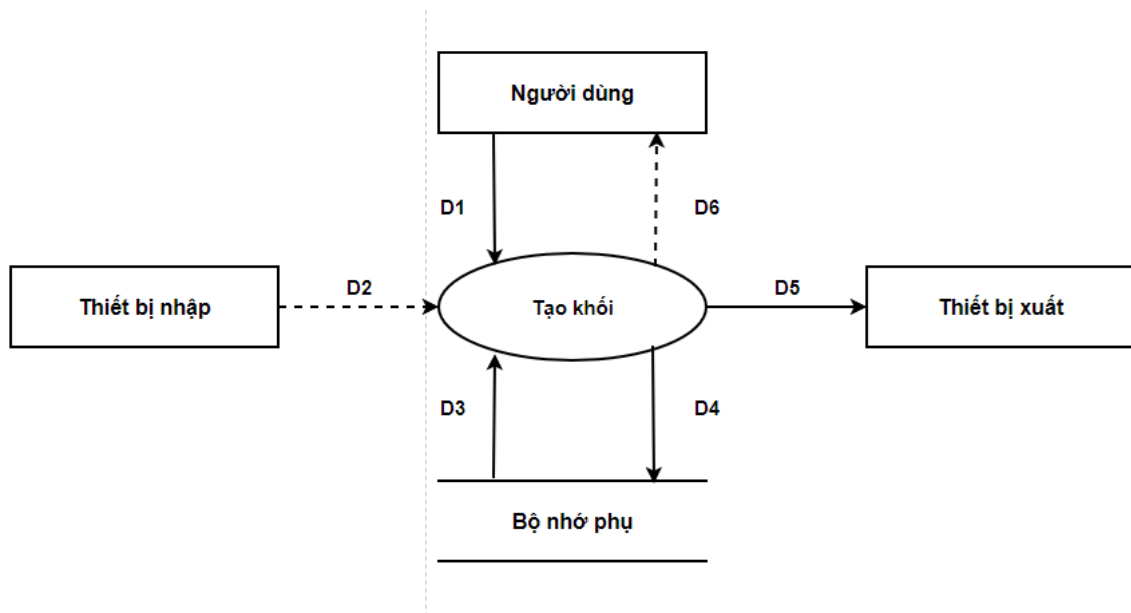 Người dùng
D1
D6
Thiết bị nhập
D2
Tạo khối
D5
Thiết bị xuất
D3
D4
Bộ nhớ phụ